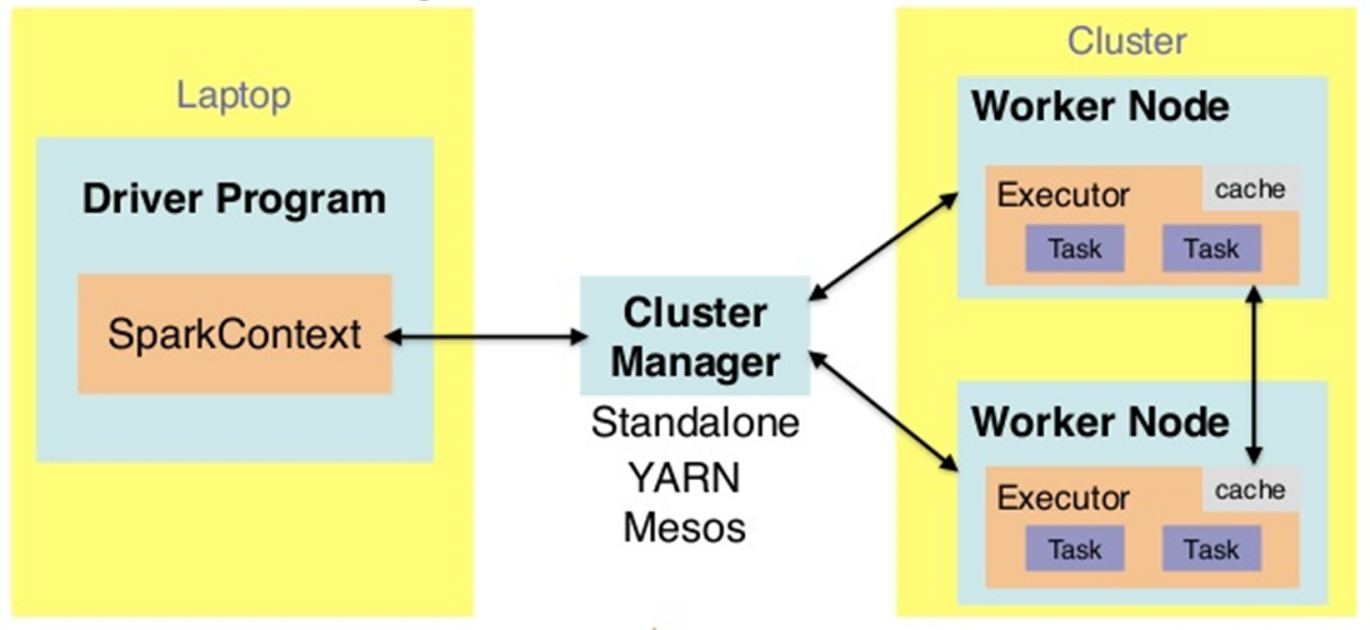 Laptop
Driver Program
SparkContext
Cluster
Manager
Standalone
YARN
Mesos
Cluster
Worker Node
Executor
cache
Task Task
Worker Node
Executor
cache
Task Task